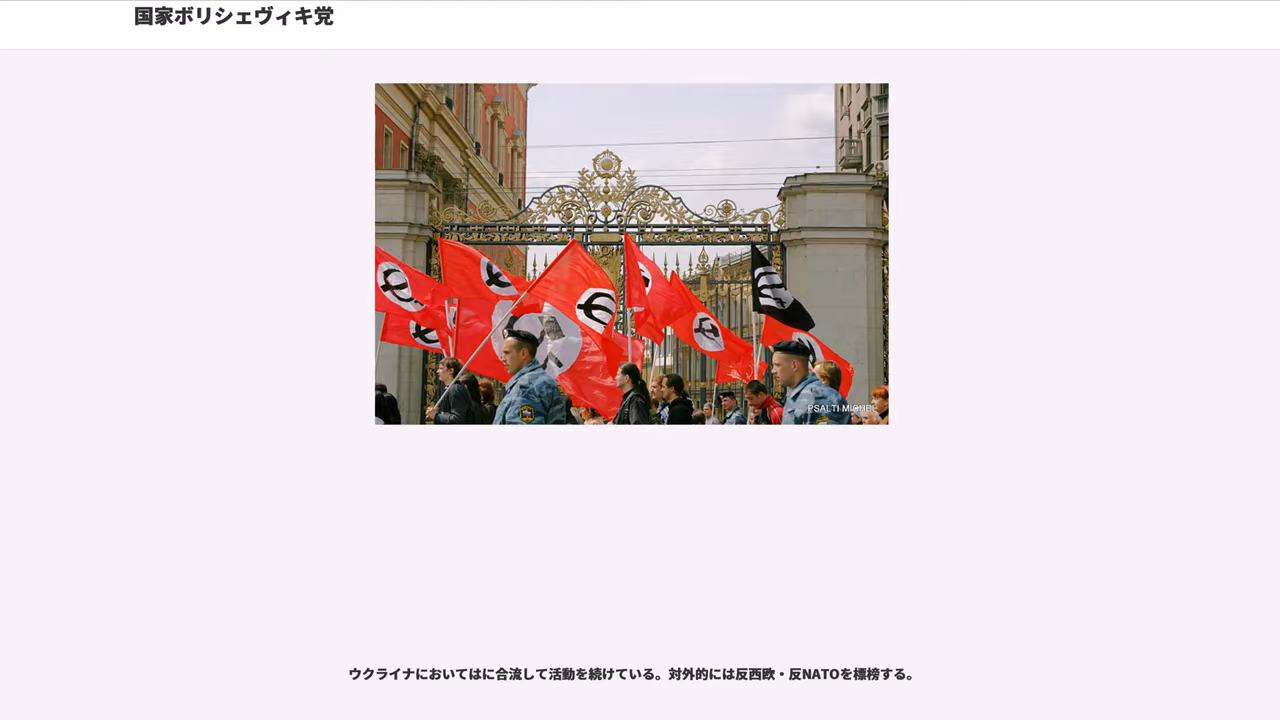 国家ボリシェヴィキ党
PSALTI MICHEL
ウクライナにおいてはに合流して活動を続けている。対外的には反西欧・反NATOを標榜する。